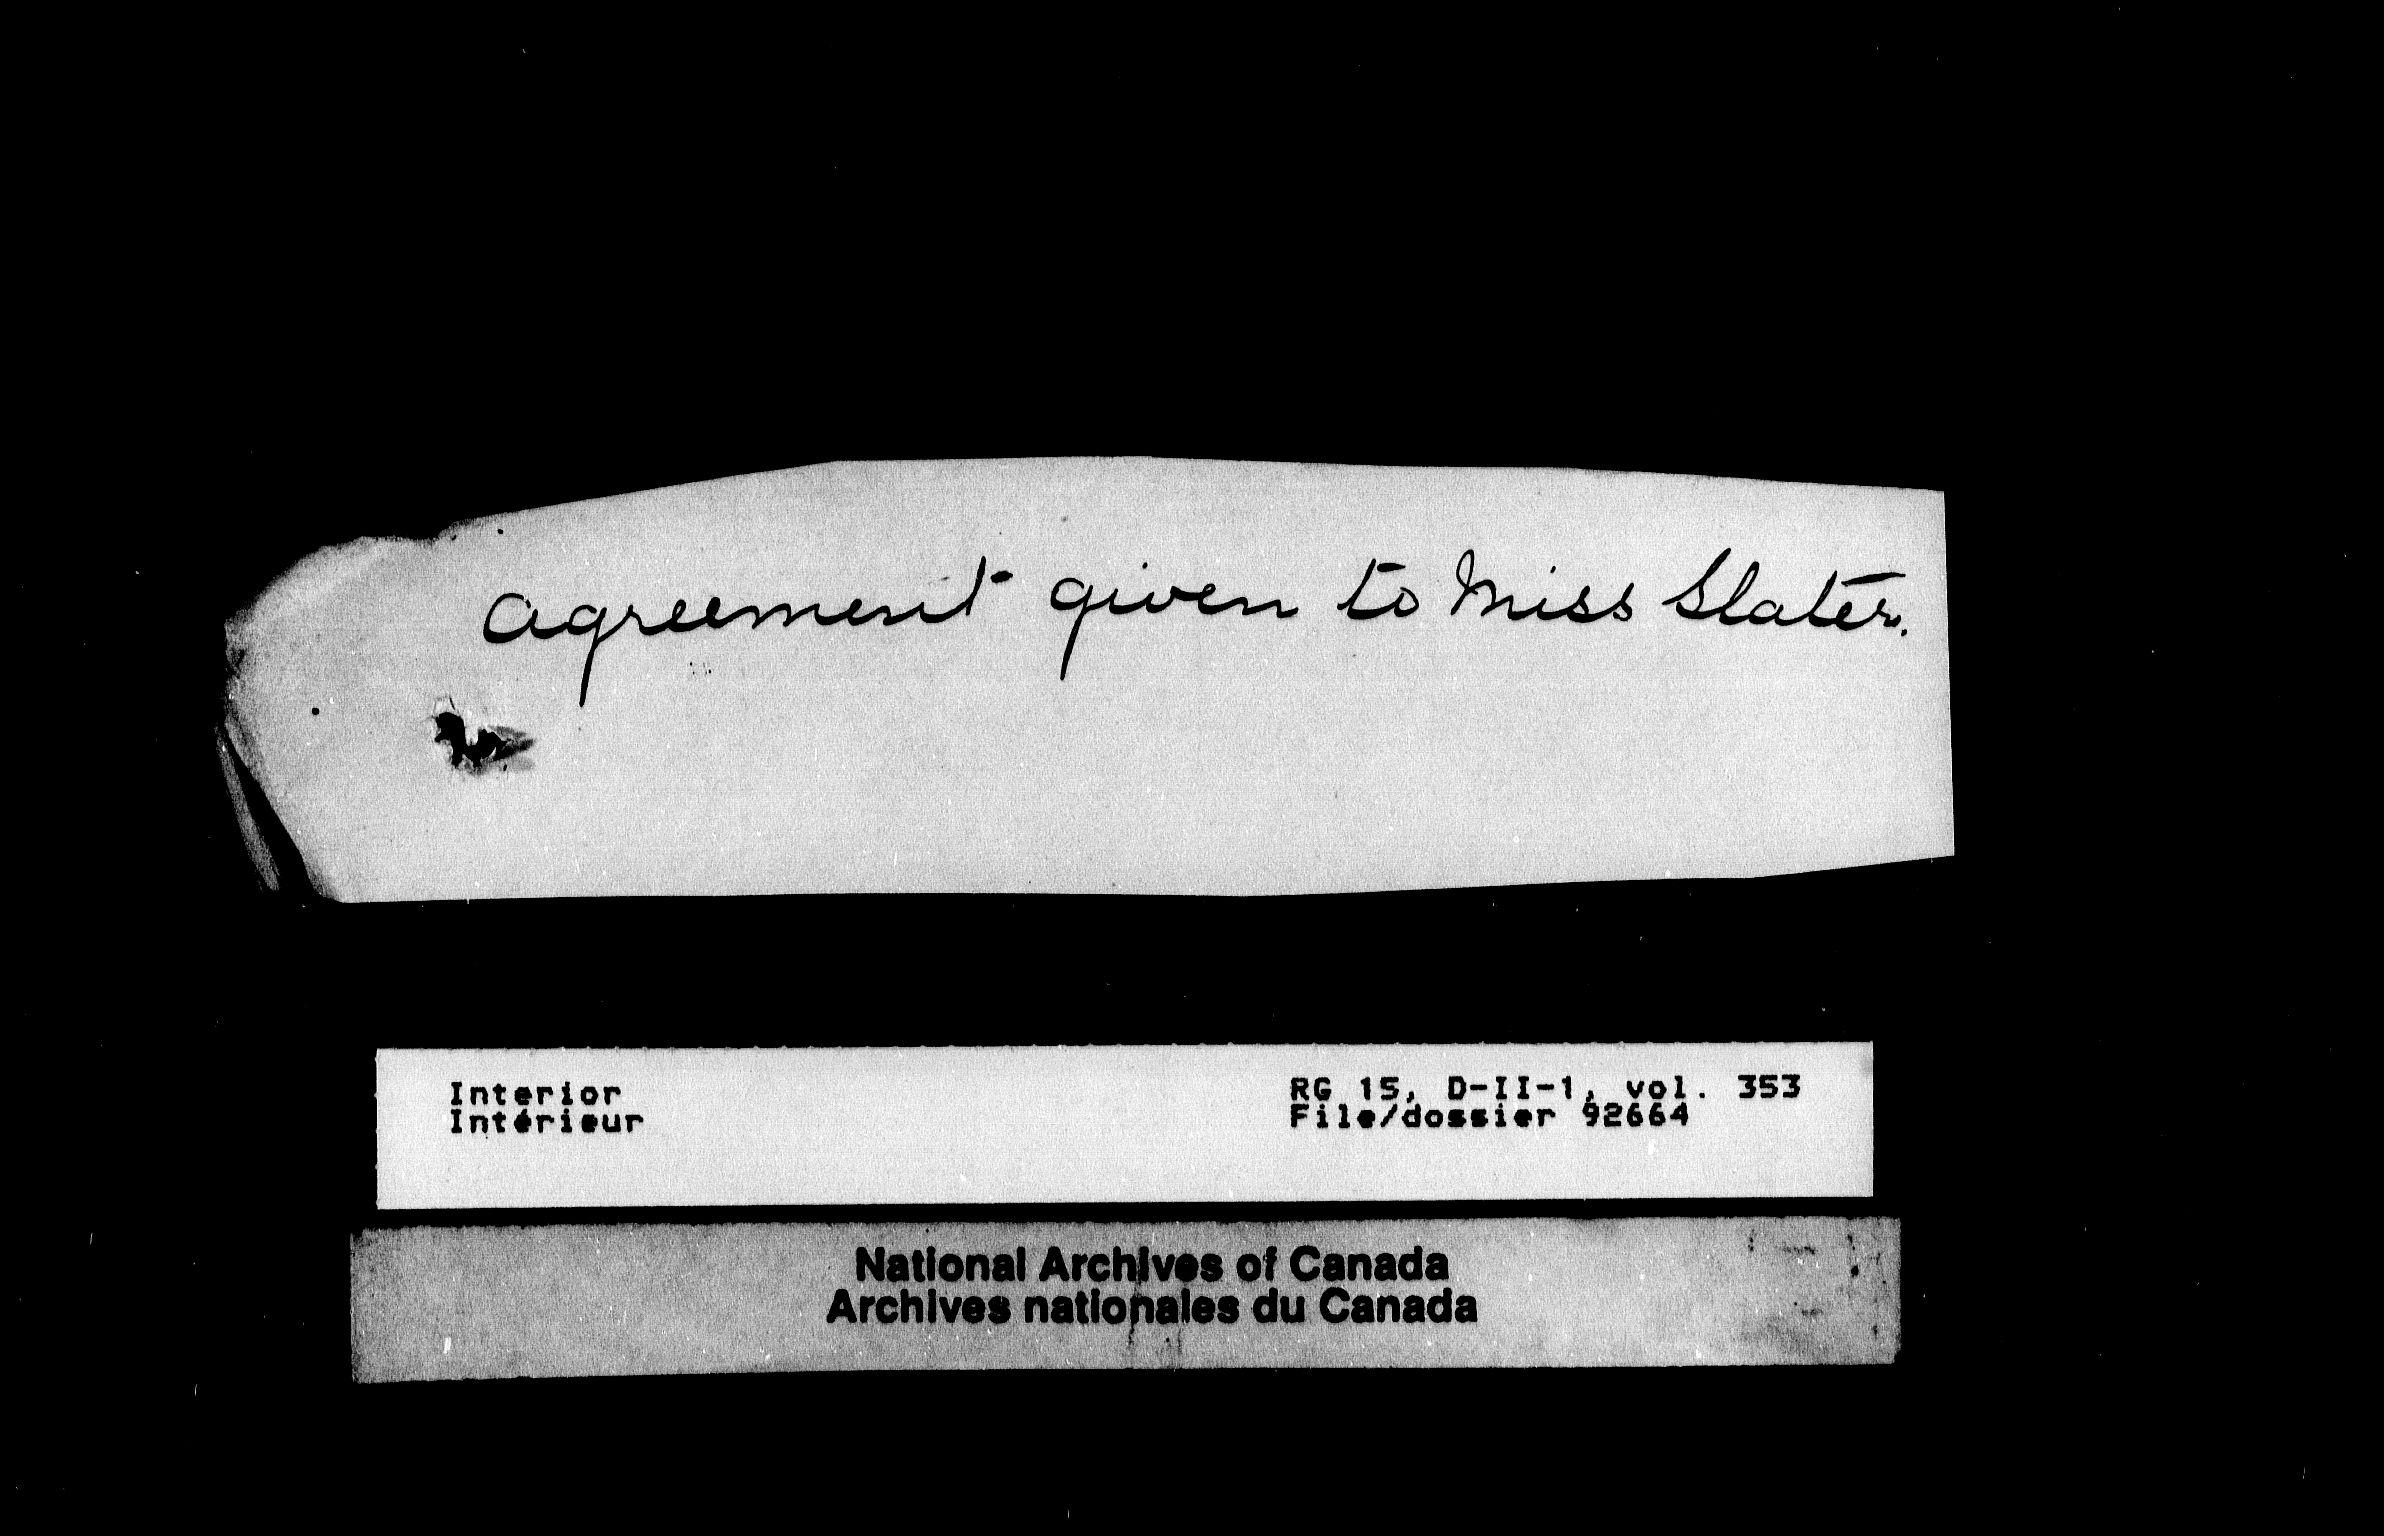 Agreement given to Miss Slater.
Interior
Intérieur
RG 15, D-II-1, vol. 353
File/dossier 92664
National Archives of Canada
Archives nationales du Canada